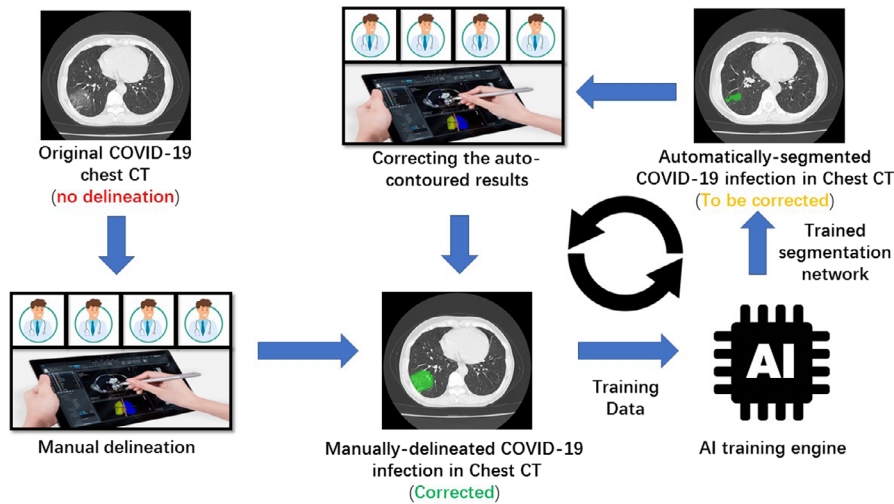 Original COVID-19
chest CT
(no delineation)
Correcting the auto-
contoured results
Automatically-segmented
COVID-19 infection in Chest CT
(To be corrected)
Trained
segmentation
network
Manual delineation
Manually-delineated COVID-19
infection in Chest CT
(Corrected)
Training
Data
AI
AI training engine